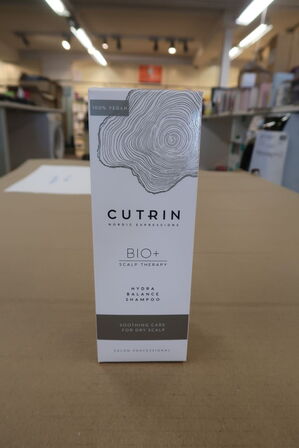 100% VEGAN
CUTRIN
NORDIC EXPRESSIONS
BIO+
SCALP THERAPY
HYDRA
BALANCE
SHAMPOO
SOOTHING CARE
FOR DRY SCALP
SALON PROFESSIONAL